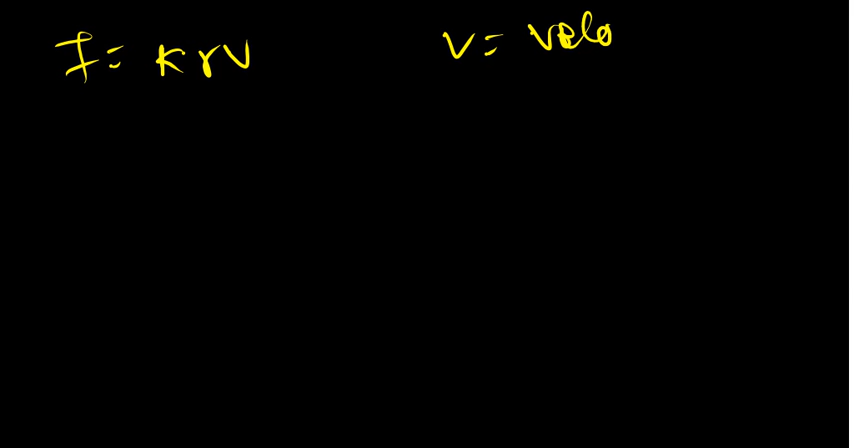 F = KrV
V = velo